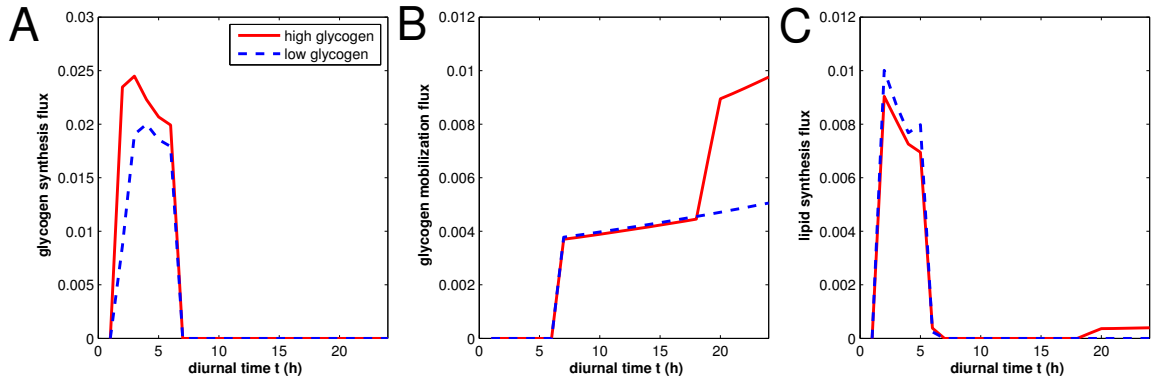 A
glycogen synthesis flux
0.03
0.025
0.02
0.015
0.01
0.005
0
0 5 10 15 20
diurnal time t (h)
high glycogen
low glycogen
B
glycogen mobilization flux
0.012
0.01
0.008
0.006
0.004
0.002
0
0 5 10 15 20
diurnal time t (h)
C
lipid synthesis flux
0.012
0.01
0.008
0.006
0.004
0.002
0
0 5 10 15 20
diurnal time t (h)